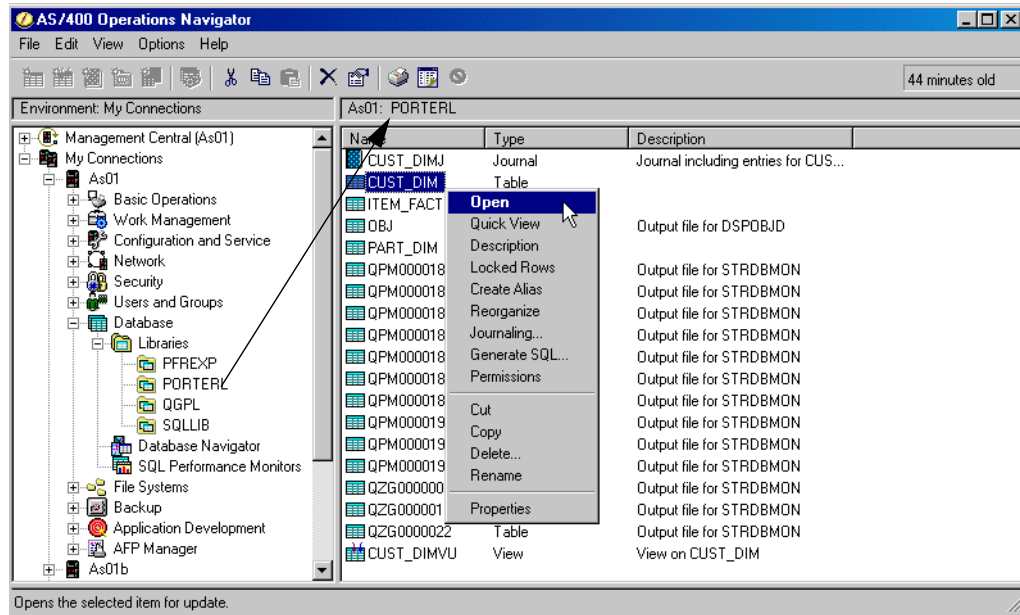 AS/400 Operations Navigator
File Edit View Options Help
44 minutes old
Environment: My Connections
As01: PORTERL
Management Central (As01)
My Connections
As01
Basic Operations
Work Management
Configuration and Service
Network
Security
Users and Groups
Database
Libraries
PFREXP
PORTERL
QGPL
SQLLIB
Database Navigator
SQL Performance Monitors
File Systems
Backup
Application Development
AFP Manager
As01b
Name Type Description
CUST_DIMJ Journal Journal including entries for CUS...
CUST_DIM Table
ITEM_FACT
OBJ Output file for DSPOBJD
PART_DIM
QPM000018 Output file for STRDBMON
QPM000018 Output file for STRDBMON
QPM000018 Output file for STRDBMON
QPM000018 Output file for STRDBMON
QPM000018 Output file for STRDBMON
QPM000018 Output file for STRDBMON
QPM000018 Output file for STRDBMON
QPM000019 Output file for STRDBMON
QPM000019 Output file for STRDBMON
QPM000019 Output file for STRDBMON
QZG000000 Output file for STRDBMON
QZG000001 Output file for STRDBMON
QZG0000022 Table Output file for STRDBMON
CUST_DIMVU View View on CUST_DIM
Open
Quick View
Description
Locked Rows
Create Alias
Reorganize
Journaling...
Generate SQL...
Permissions
Cut
Copy
Delete...
Rename
Properties
Opens the selected item for update.